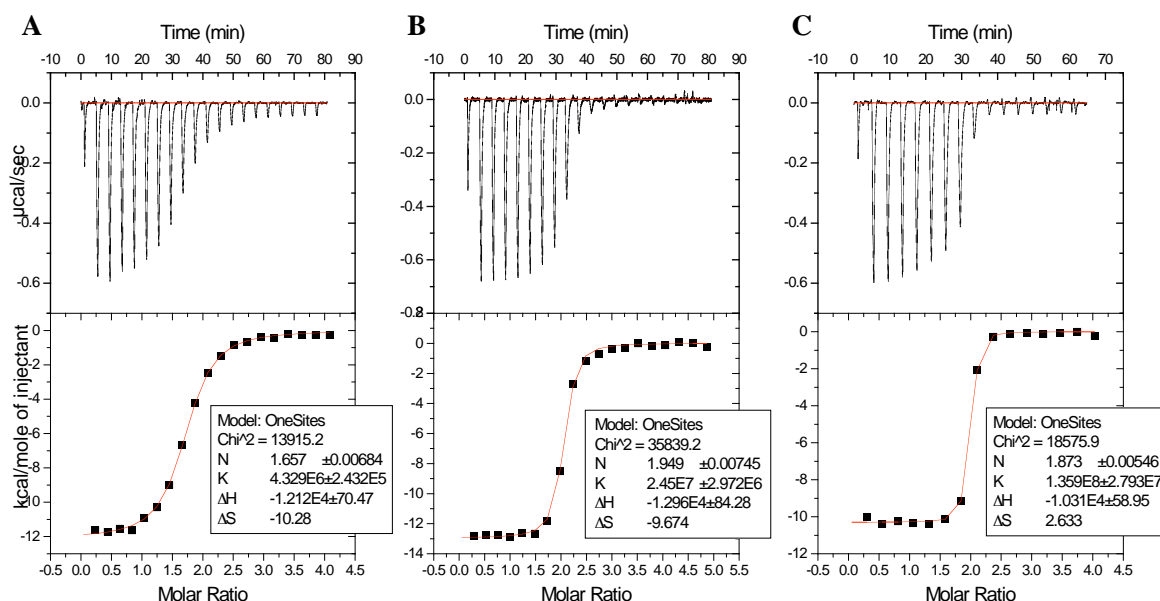 A
Time (min)
-10 0 10 20 30 40 50 60 70 80 90
0.0
-0.2
-0.4
-0.6
µcal/sec
0
-2
-4
-6
-8
-10
-12
kcal/mole of injectant
Model: OneSites
Chi^2 = 13915.2
N 1.657 ±0.00684
K 4.329E6±2.432E5
ΔH -1.212E4±70.47
ΔS -10.28
-0.5 0.0 0.5 1.0 1.5 2.0 2.5 3.0 3.5 4.0 4.5
Molar Ratio
B
Time (min)
-10 0 10 20 30 40 50 60 70 80 90
0.0
-0.2
-0.4
-0.6
-0.8
0
-2
-4
-6
-8
-10
-12
-14
Model: OneSites
Chi^2 = 35839.2
N 1.949 ±0.00745
K 2.45E7 ±2.972E6
ΔH -1.296E4±84.28
ΔS -9.674
-0.5 0.0 0.5 1.0 1.5 2.0 2.5 3.0 3.5 4.0 4.5 5.0 5.5
Molar Ratio
C
Time (min)
-10 0 10 20 30 40 50 60 70
0.0
-0.2
-0.4
-0.6
0
-2
-4
-6
-8
-10
-12
Model: OneSites
Chi^2 = 18575.9
N 1.873 ±0.00546
K 1.359E8±2.793E7
ΔH -1.031E4±58.95
ΔS 2.633
-0.5 0.0 0.5 1.0 1.5 2.0 2.5 3.0 3.5 4.0 4.5
Molar Ratio